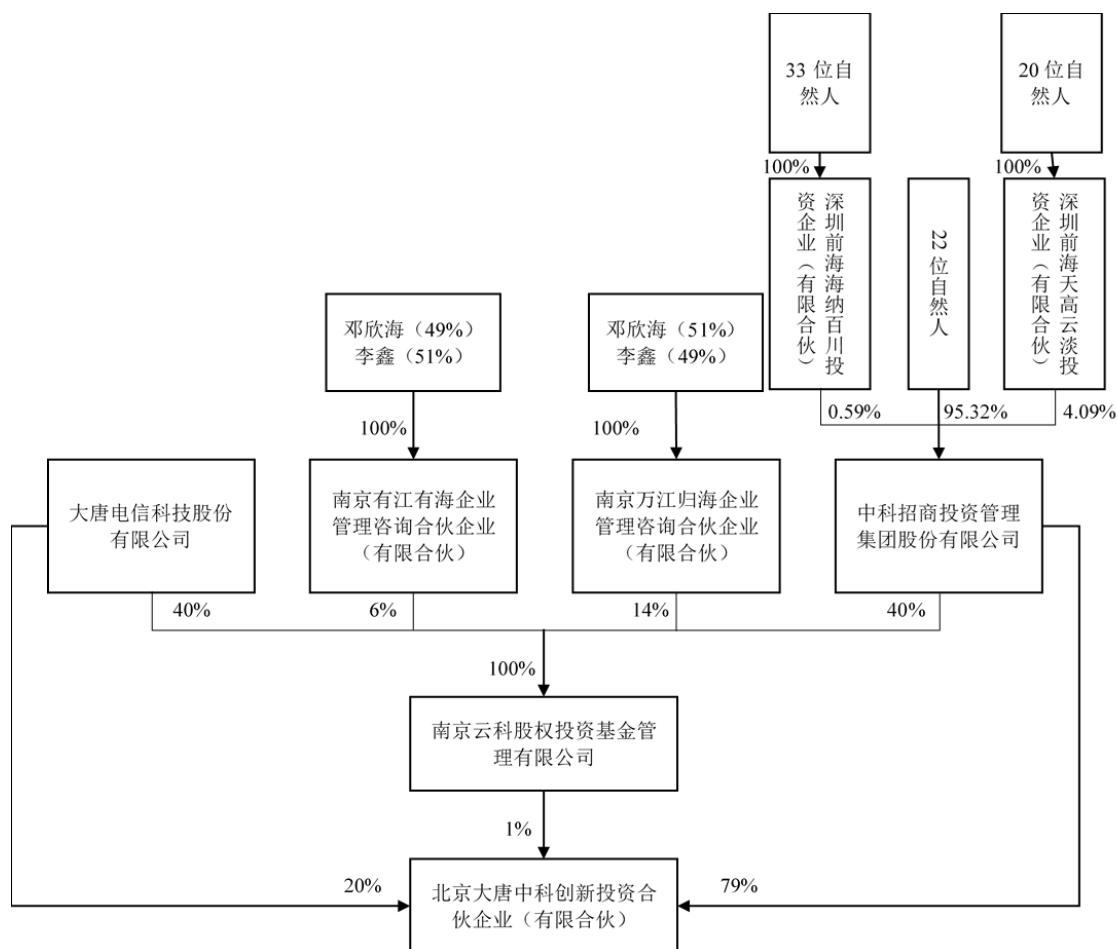 33 位自
然人
20 位自
然人
100%
100%
深圳前海海纳百川投
资企业（有限合伙）
22 位自然人
深圳前海天高云淡投
资企业（有限合伙）
邓欣海（49%）
李鑫（51%）
邓欣海（51%）
李鑫（49%）
0.59%
95.32%
4.09%
100%
100%
大唐电信科技股份
有限公司
南京有江有海企业
管理咨询合伙企业
（有限合伙）
南京万江归海企业
管理咨询合伙企业
（有限合伙）
中科招商投资管理
集团股份有限公司
40%
6%
14%
40%
100%
南京云科股权投资基金管
理有限公司
1%
20%
北京大唐中科创新投资合
伙企业（有限合伙）
79%